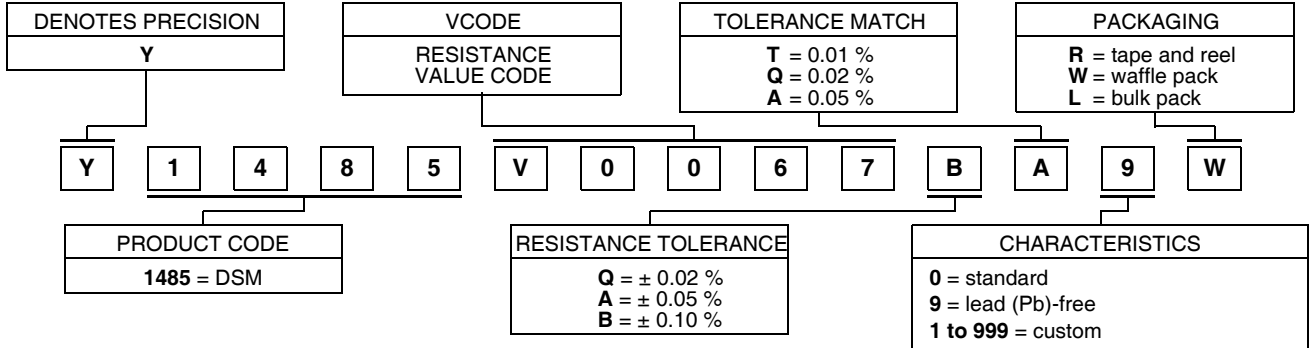 DENOTES PRECISION
Y
VCODE
RESISTANCE
VALUE CODE
TOLERANCE MATCH
T = 0.01 %
Q = 0.02 %
A = 0.05 %
PACKAGING
R = tape and reel
W = waffle pack
L = bulk pack
Y 1 4 8 5 V 0 0 6 7 B A 9 W
PRODUCT CODE
1485 = DSM
RESISTANCE TOLERANCE
Q = ± 0.02 %
A = ± 0.05 %
B = ± 0.10 %
CHARACTERISTICS
0 = standard
9 = lead (Pb)-free
1 to 999 = custom